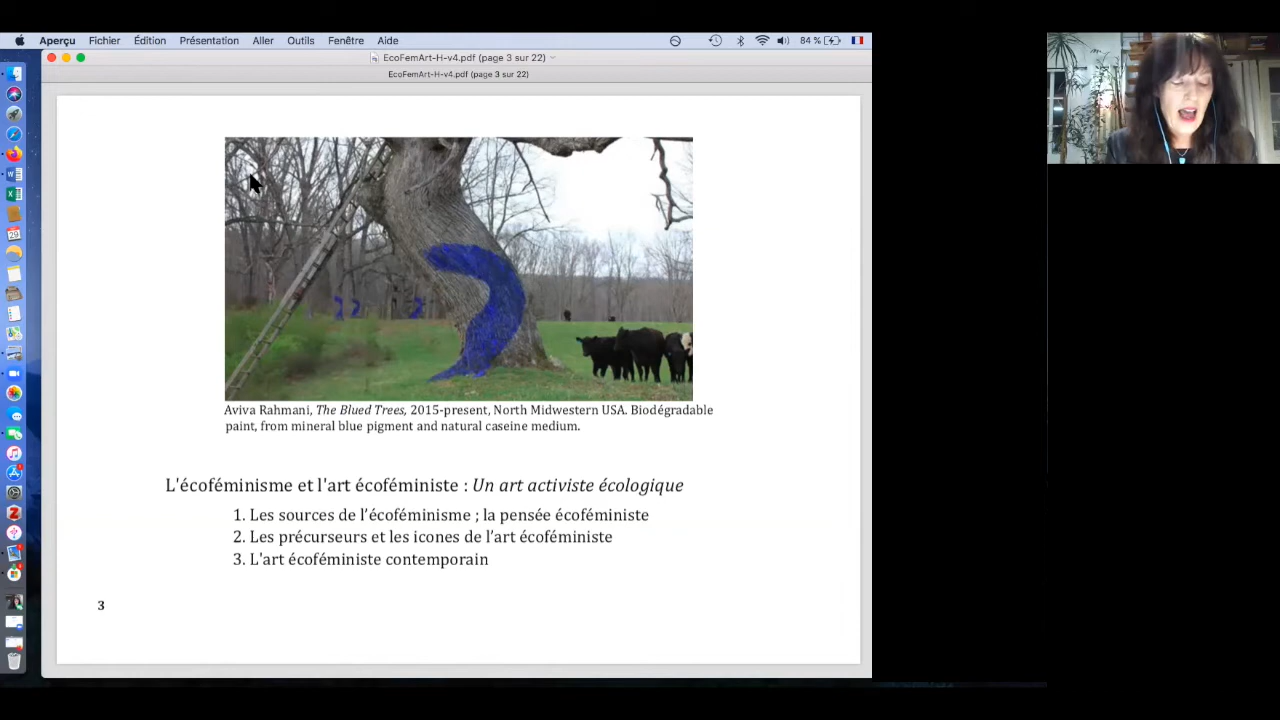 Aperçu Fichier Édition Présentation Aller Outils Fenêtre Aide 84 %
EcoFemArt-H-v4.pdf (page 3 sur 22)
EcoFemArt-H-v4.pdf (page 3 sur 22)
Aviva Rahmani, The Blued Trees, 2015-present, North Midwestern USA. Biodégradable
paint, from mineral blue pigment and natural caseine medium.
L'écoféminisme et l'art écoféministe : Un art activiste écologique
1. Les sources de l’écoféminisme ; la pensée écoféministe
2. Les précurseurs et les icones de l’art écoféministe
3. L'art écoféministe contemporain
3